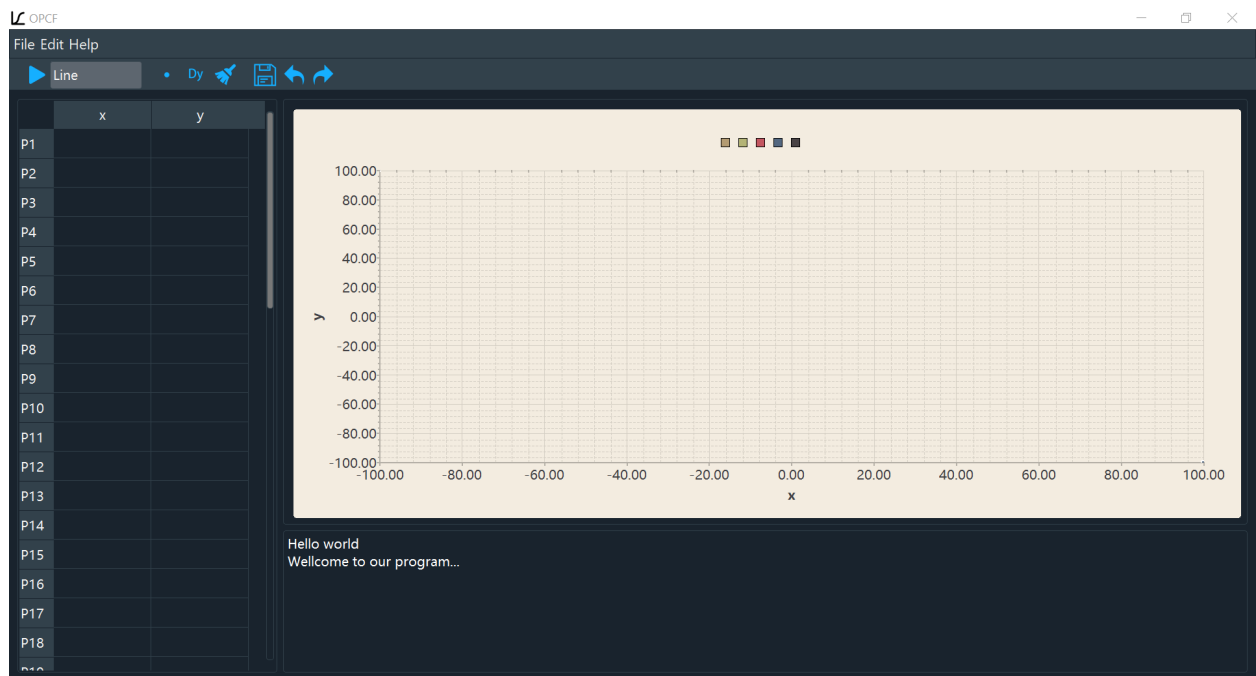 OPCF
File Edit Help
Line Dy
x y
P1
P2
P3
P4
P5
P6
P7
P8
P9
P10
P11
P12
P13
P14
P15
P16
P17
P18
100.00
80.00
60.00
40.00
20.00
0.00
-20.00
-40.00
-60.00
-80.00
-100.00
y
-100.00 -80.00 -60.00 -40.00 -20.00 0.00 20.00 40.00 60.00 80.00 100.00
x
Hello world
Wellcome to our program...